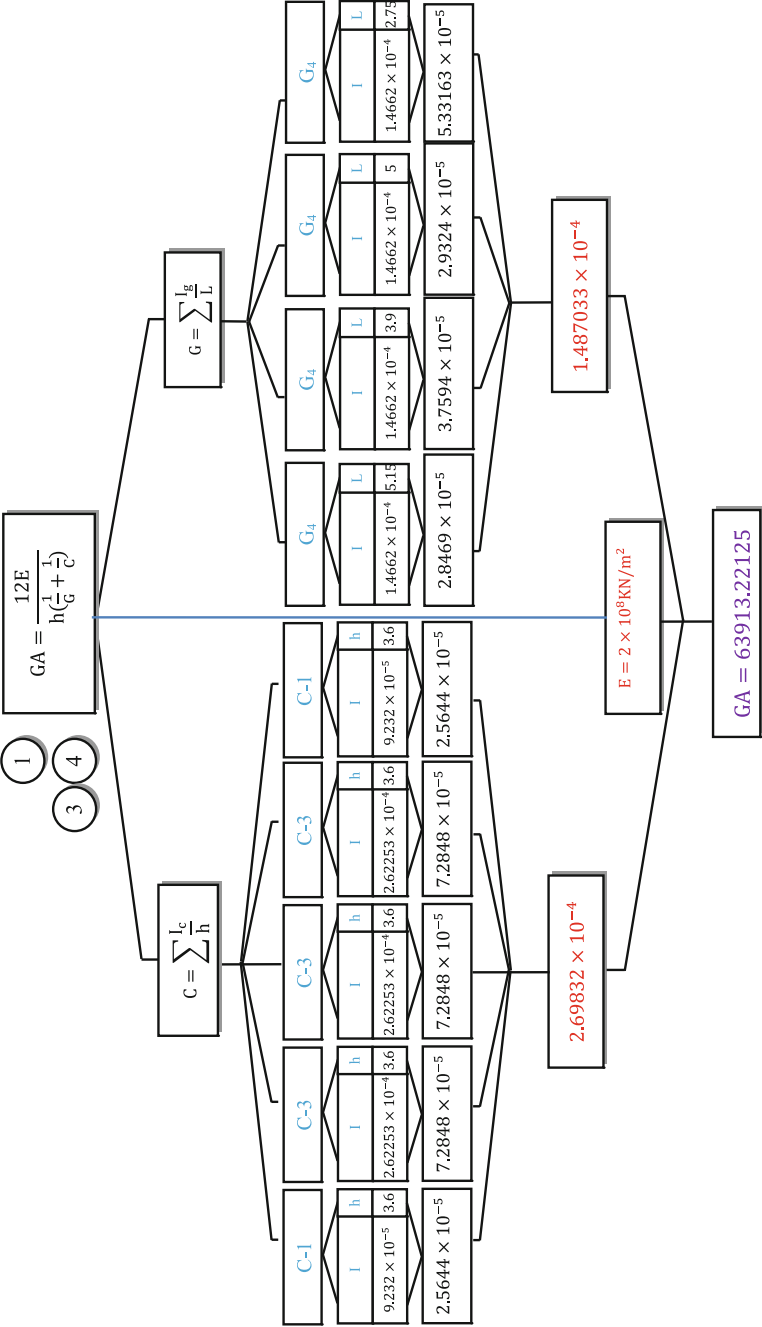 1
3 4
GA = 12E / h(1/G + 1/C)
C = ∑ I_c/h
G = ∑ I_g/L
C-1
C-3
C-3
C-3
C-1
G₄
G₄
G₄
G₄
I h
I h
I h
I h
I h
I L
I L
I L
I L
9.232 × 10⁻⁵ 3.6
2.62253 × 10⁻⁴ 3.6
2.62253 × 10⁻⁴ 3.6
2.62253 × 10⁻⁴ 3.6
9.232 × 10⁻⁵ 3.6
1.4662 × 10⁻⁴ 5.15
1.4662 × 10⁻⁴ 3.9
1.4662 × 10⁻⁴ 5
1.4662 × 10⁻⁴ 2.75
2.5644 × 10⁻⁵
7.2848 × 10⁻⁵
7.2848 × 10⁻⁵
7.2848 × 10⁻⁵
2.5644 × 10⁻⁵
2.8469 × 10⁻⁵
3.7594 × 10⁻⁵
2.9324 × 10⁻⁵
5.33163 × 10⁻⁵
2.69832 × 10⁻⁴
1.487033 × 10⁻⁴
E = 2 × 10⁸KN/m²
GA = 63913.22125